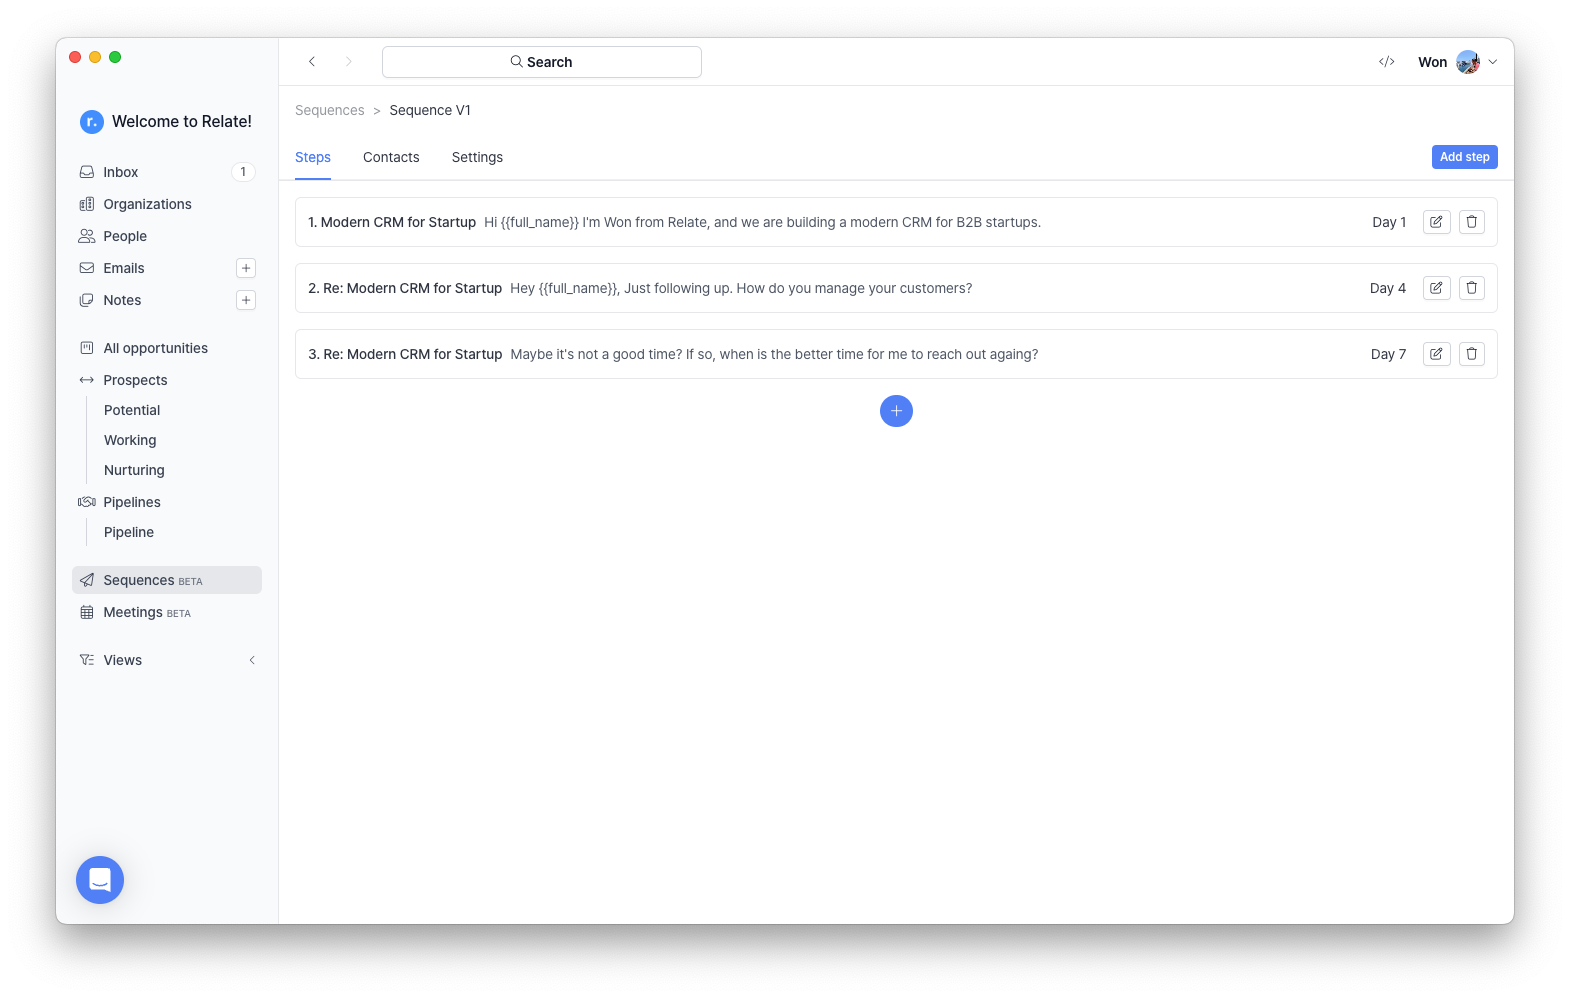 Search
</>
Won
r. Welcome to Relate!
Inbox 1
Organizations
People
Emails +
Notes +
All opportunities
Prospects
Potential
Working
Nurturing
Pipelines
Pipeline
Sequences BETA
Meetings BETA
Views
Sequences > Sequence V1
Steps Contacts Settings
Add step
1. Modern CRM for Startup Hi {{full_name}} I'm Won from Relate, and we are building a modern CRM for B2B startups. Day 1
2. Re: Modern CRM for Startup Hey {{full_name}}, Just following up. How do you manage your customers? Day 4
3. Re: Modern CRM for Startup Maybe it's not a good time? If so, when is the better time for me to reach out againg? Day 7
+